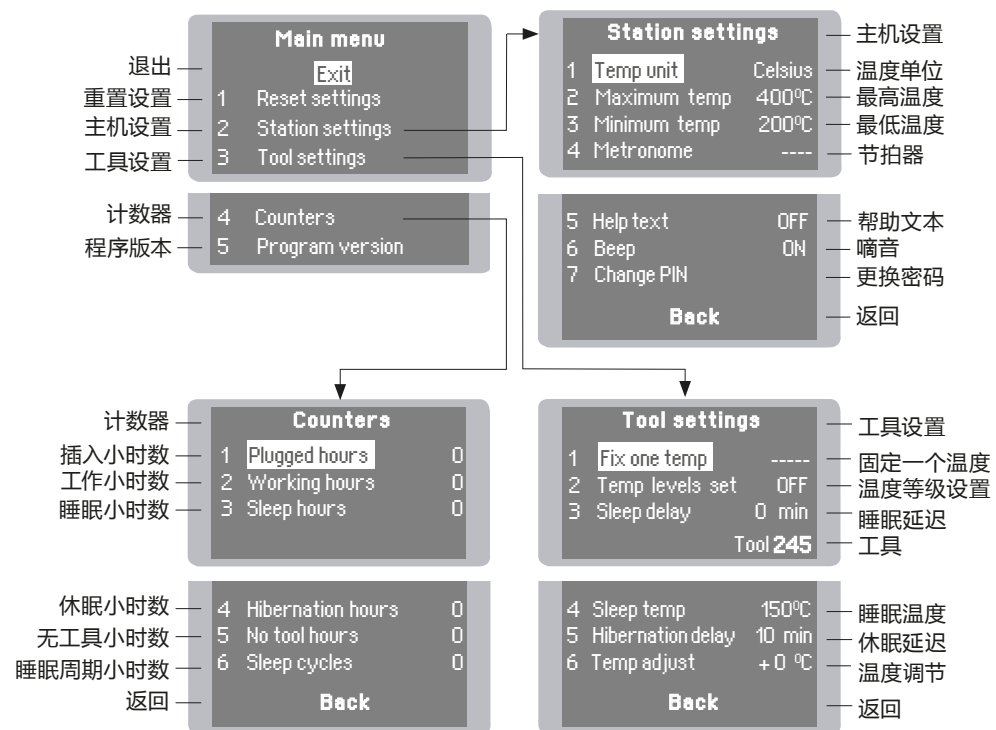 Main menu
退出 Exit
重置设置 1 Reset settings
主机设置 2 Station settings
工具设置 3 Tool settings
计数器 4 Counters
程序版本 5 Program version
Station settings 主机设置
1 Temp unit Celsius 温度单位
2 Maximum temp 400ºC 最高温度
3 Minimum temp 200ºC 最低温度
4 Metronome ---- 节拍器
5 Help text OFF 帮助文本
6 Beep ON 嘀音
7 Change PIN 更换密码
Back 返回
计数器 Counters
插入小时数 1 Plugged hours 0
工作小时数 2 Working hours 0
睡眠小时数 3 Sleep hours 0
休眠小时数 4 Hibernation hours 0
无工具小时数 5 No tool hours 0
睡眠周期小时数 6 Sleep cycles 0
返回 Back
Tool settings 工具设置
1 Fix one temp ----- 固定一个温度
2 Temp levels set OFF 温度等级设置
3 Sleep delay 0 min 睡眠延迟
Tool 245 工具
4 Sleep temp 150ºC 睡眠温度
5 Hibernation delay 10 min 休眠延迟
6 Temp adjust +0 ºC 温度调节
Back 返回